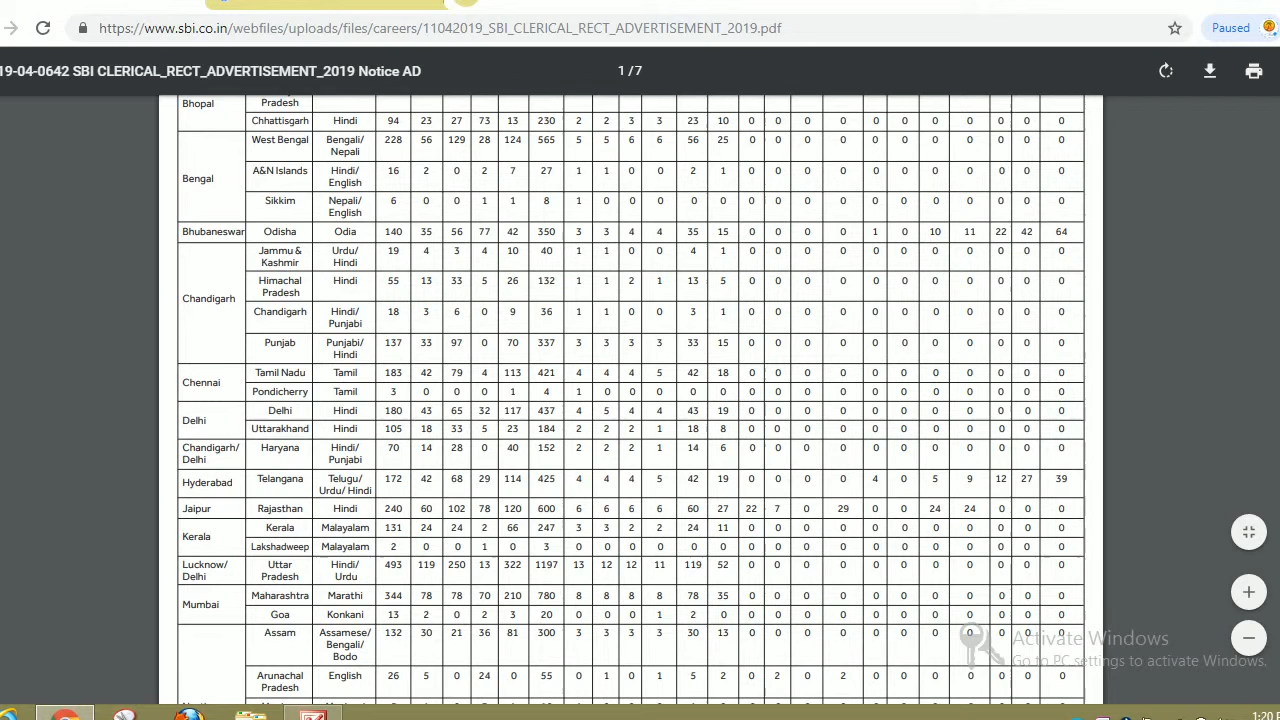 https://www.sbi.co.in/webfiles/uploads/files/careers/11042019_SBI_CLERICAL_RECT_ADVERTISEMENT_2019.pdf
Paused
19-04-0642 SBI CLERICAL_RECT_ADVERTISEMENT_2019 Notice AD
1 / 7
Bhopal
Pradesh
Chhattisgarh Hindi 94 23 27 73 13 230 2 2 3 3 23 10 0 0 0 0 0 0 0 0 0 0 0
Bengal
West Bengal Bengali/ 228 56 129 28 124 565 5 5 6 6 56 25 0 0 0 0 0 0 0 0 0 0 0
Nepali
A&N Islands Hindi/ 16 2 0 2 7 27 1 1 0 0 2 1 0 0 0 0 0 0 0 0 0 0 0
English
Sikkim Nepali/ 6 0 0 1 1 8 1 0 0 0 0 0 0 0 0 0 0 0 0 0 0 0 0
English
Bhubaneswar Odisha Odia 140 35 56 77 42 350 3 3 4 4 35 15 0 0 0 0 1 0 10 11 22 42 64
Chandigarh
Jammu & Urdu/ 19 4 3 4 10 40 1 1 0 0 4 1 0 0 0 0 0 0 0 0 0 0 0
Kashmir Hindi
Himachal Hindi 55 13 33 5 26 132 1 1 2 1 13 5 0 0 0 0 0 0 0 0 0 0 0
Pradesh
Chandigarh Hindi/ 18 3 6 0 9 36 1 1 0 0 3 1 0 0 0 0 0 0 0 0 0 0 0
Punjabi
Punjab Punjabi/ 137 33 97 0 70 337 3 3 3 3 33 15 0 0 0 0 0 0 0 0 0 0 0
Hindi
Chennai
Tamil Nadu Tamil 183 42 79 4 113 421 4 4 4 5 42 18 0 0 0 0 0 0 0 0 0 0 0
Pondicherry Tamil 3 0 0 0 1 4 1 0 0 0 0 0 0 0 0 0 0 0 0 0 0 0 0
Delhi
Delhi Hindi 180 43 65 32 117 437 4 5 4 4 43 19 0 0 0 0 0 0 0 0 0 0 0
Uttarakhand Hindi 105 18 33 5 23 184 2 2 2 1 18 8 0 0 0 0 0 0 0 0 0 0 0
Chandigarh/ Haryana Hindi/ 70 14 28 0 40 152 2 2 2 1 14 6 0 0 0 0 0 0 0 0 0 0 0
Delhi Punjabi
Hyderabad Telangana Telugu/ 172 42 68 29 114 425 4 4 4 5 42 19 0 0 0 0 4 0 5 9 12 27 39
Urdu/ Hindi
Jaipur Rajasthan Hindi 240 60 102 78 120 600 6 6 6 6 60 27 22 7 0 29 0 0 24 24 0 0 0
Kerala
Kerala Malayalam 131 24 24 2 66 247 3 3 2 2 24 11 0 0 0 0 0 0 0 0 0 0 0
Lakshadweep Malayalam 2 0 0 1 0 3 0 0 0 0 0 0 0 0 0 0 0 0 0 0 0 0 0
Lucknow/ Uttar Hindi/ 493 119 250 13 322 1197 13 12 12 11 119 52 0 0 0 0 0 0 0 0 0 0 0
Delhi Pradesh Urdu
Mumbai
Maharashtra Marathi 344 78 78 70 210 780 8 8 8 8 78 35 0 0 0 0 0 0 0 0 0 0 0
Goa Konkani 13 2 0 2 3 20 0 0 0 1 2 0 0 0 0 0 0 0 0 0 0 0 0
Assam Assamese/ 132 30 21 36 81 300 3 3 3 3 30 13 0 0 0 0 0 0 0 0 0 0 0
Bengali/
Bodo
Arunachal English 26 5 0 24 0 55 0 1 0 1 5 2 0 2 0 2 0 0 0 0 0 0 0
Pradesh
Activate Windows
Go to PC settings to activate Windows.
1:20